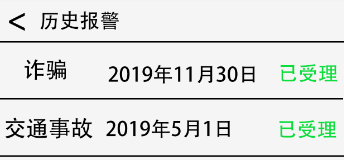 < 历史报警
诈骗 2019年11月30日 已受理
交通事故 2019年5月1日 已受理